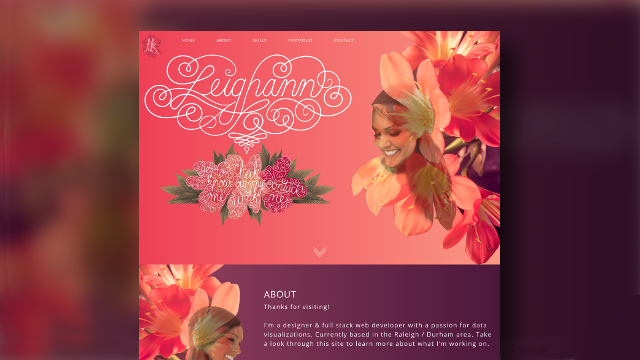 HOME ABOUT SKILLS PORTFOLIO CONTACT
Leighann
ABOUT
Thanks for visiting!
I'm a designer & full stack web developer with a passion for data
visualizations. Currently based in the Raleigh / Durham area. Take
a look through this site to learn more about what I'm working on.